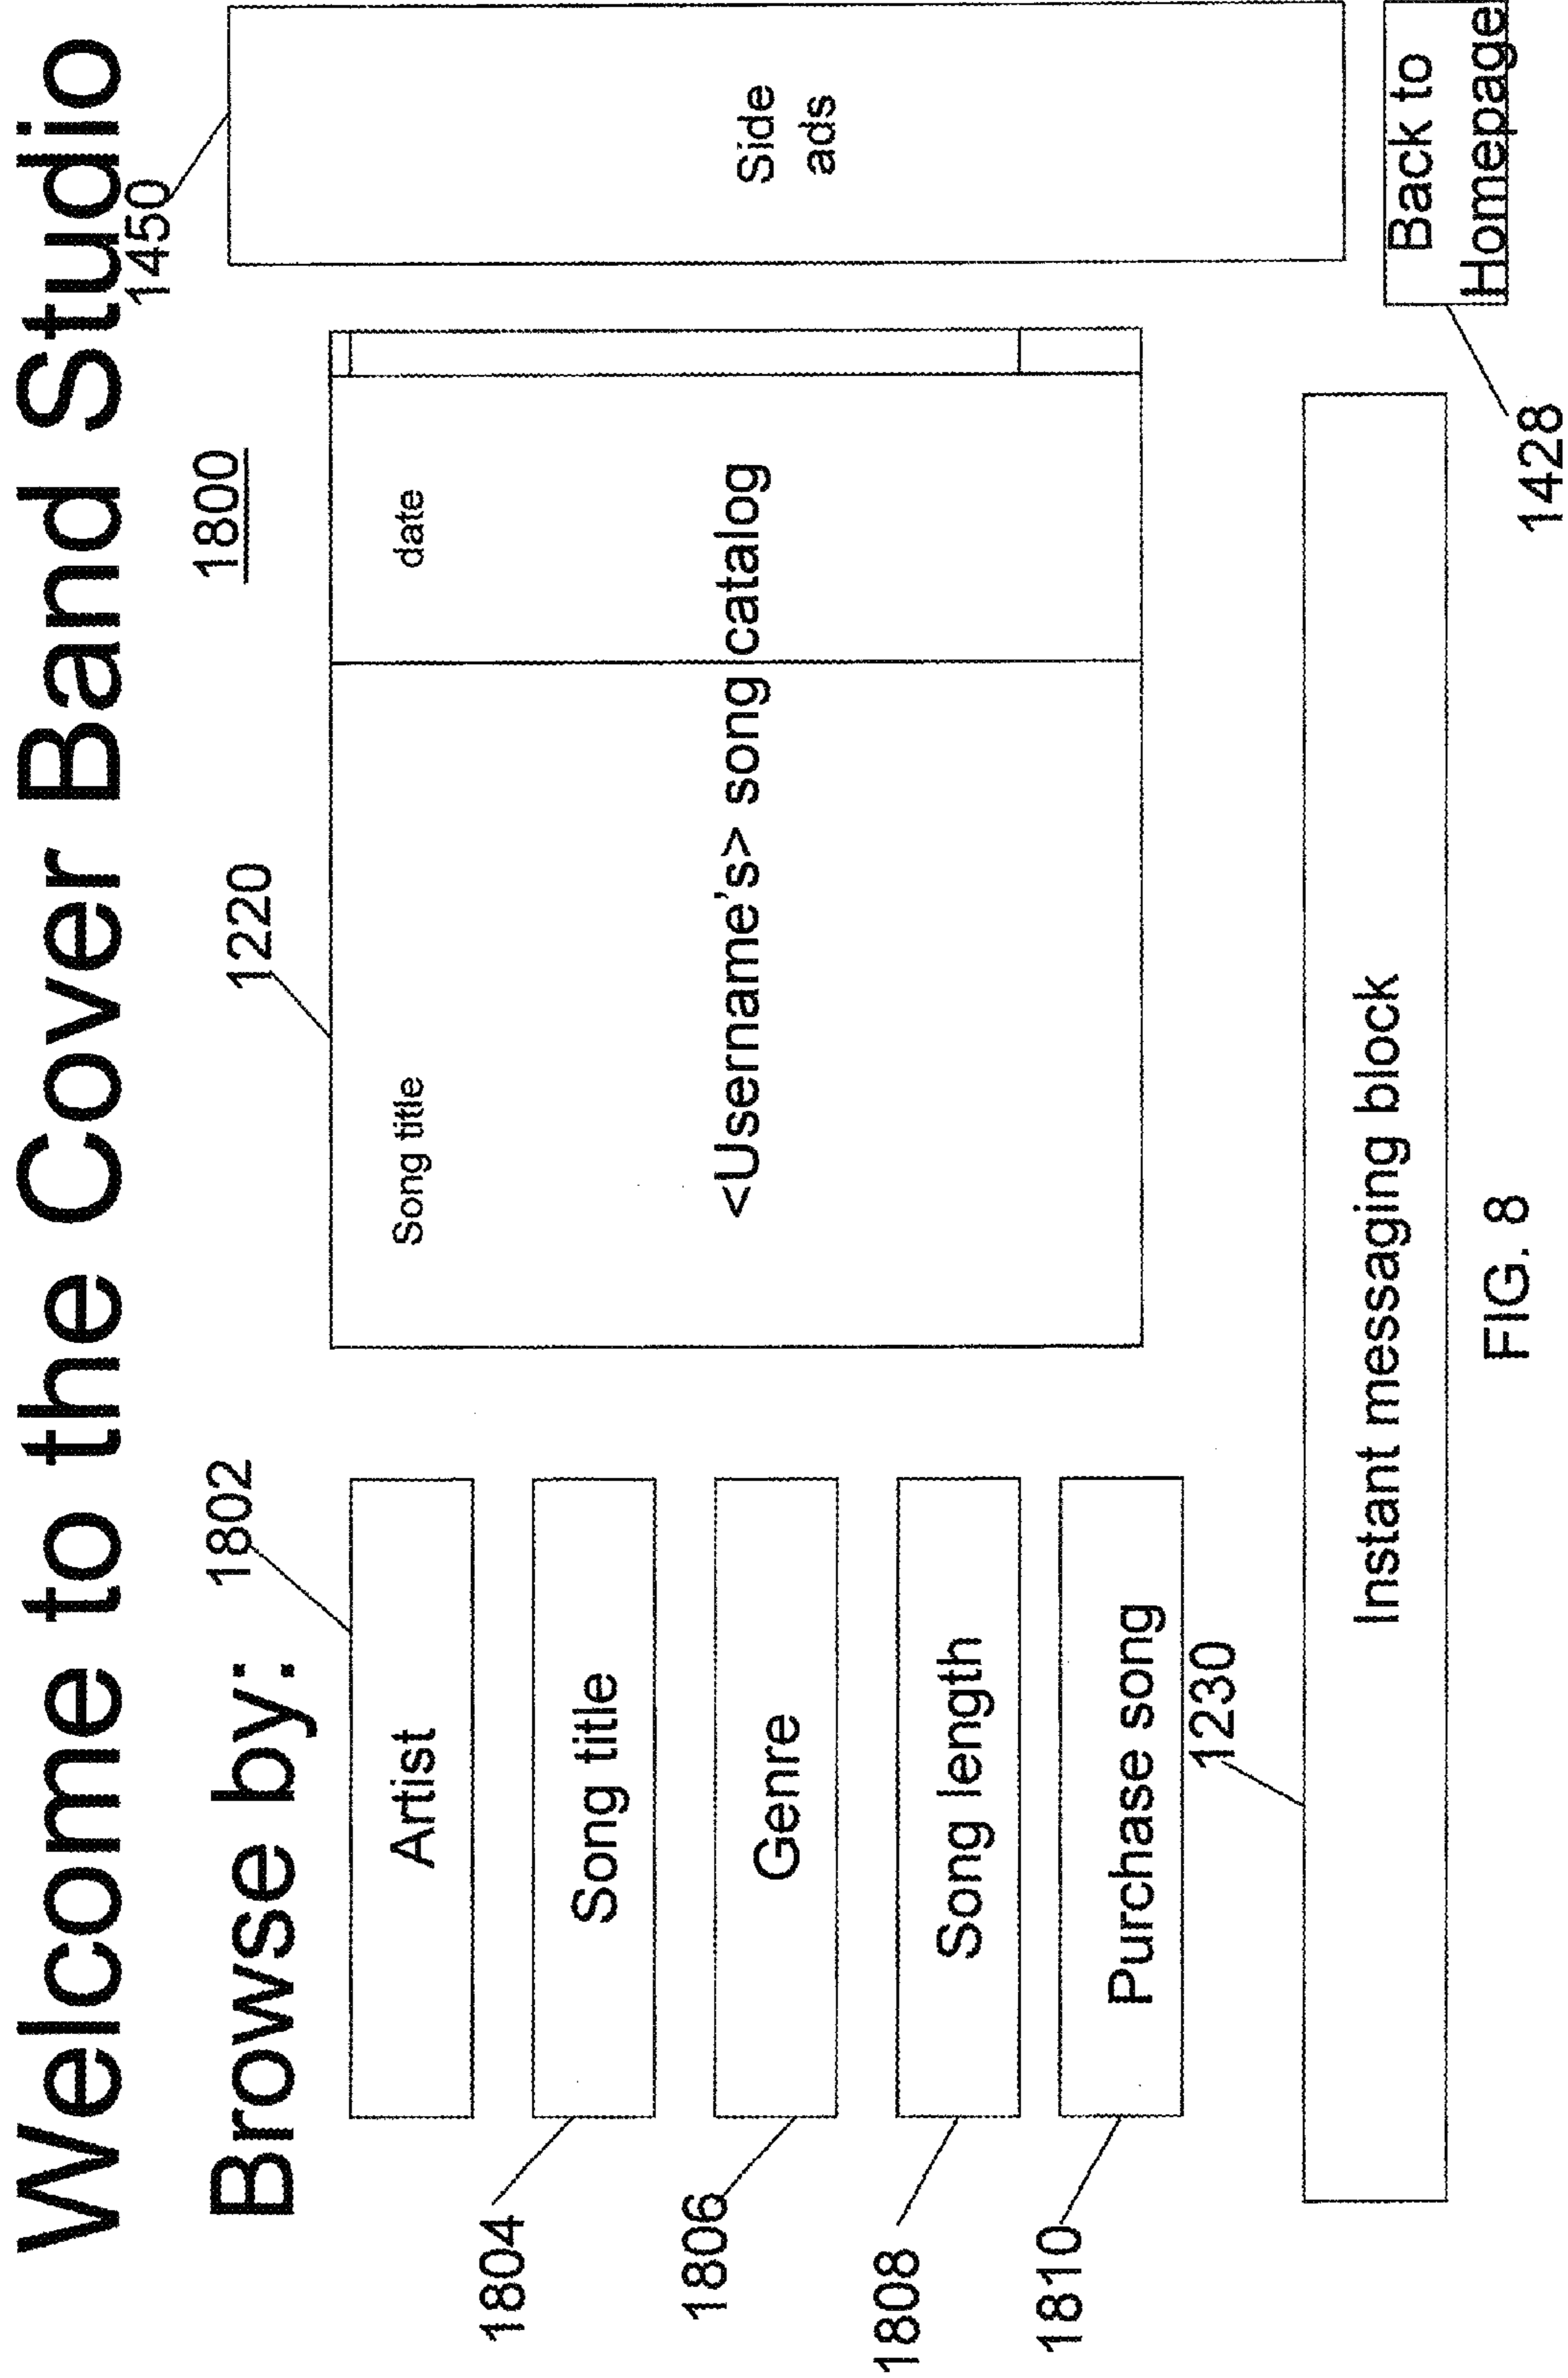 Welcome to the Cover Band Studio
1450
Browse by:
1802
1220
1800
Artist
Song title
date
Side
ads
1804
Song title
1806
Genre
<Username's> song catalog
1808
Song length
1810
Purchase song
1230
Instant messaging block
Back to
Homepage
1428
FIG. 8